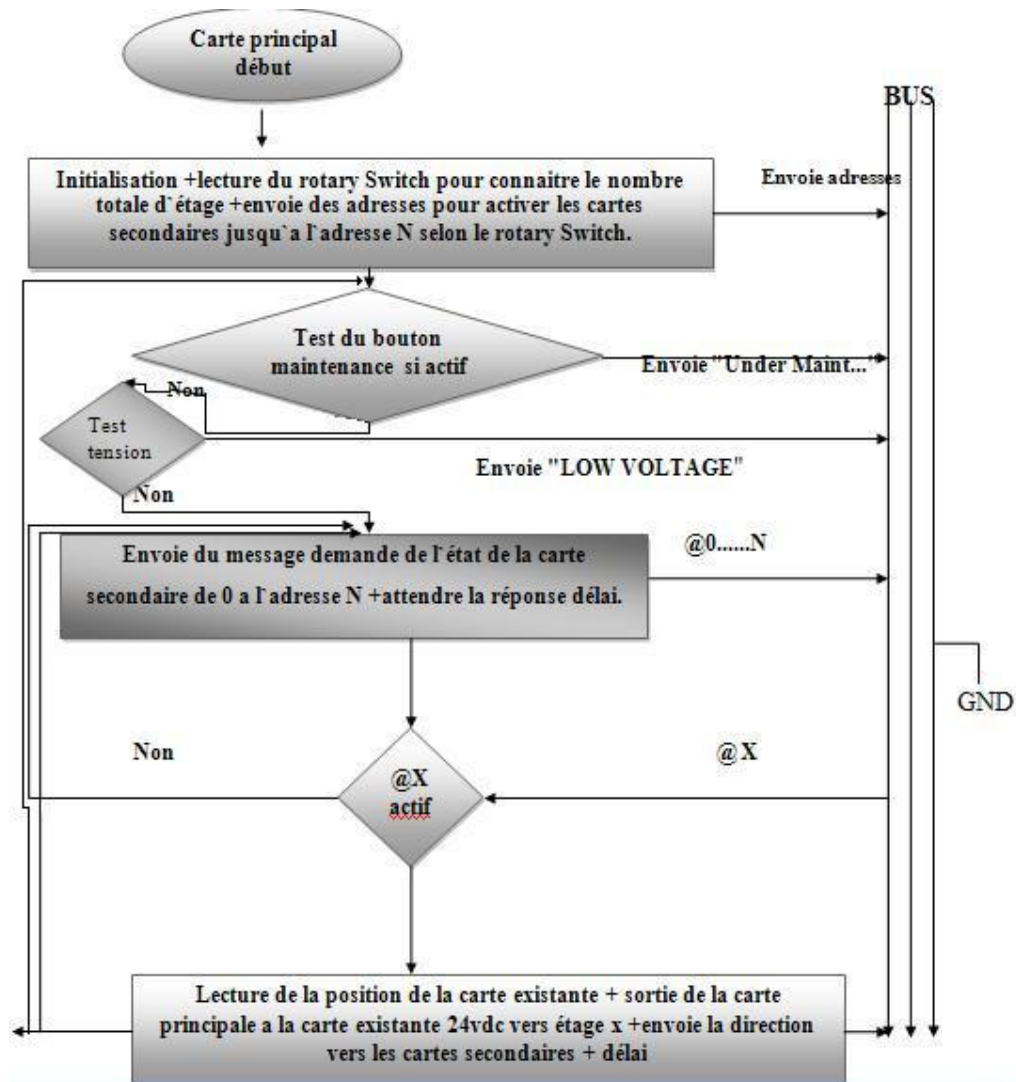 Carte principal
début
BUS
Initialisation +lecture du rotary Switch pour connaitre le nombre
totale d`étage +envoie des adresses pour activer les cartes
secondaires jusqu`a l`adresse N selon le rotary Switch.
Envoie adresses
Test du bouton
maintenance si actif
Envoie "Under Maint..."
Non
Test
tension
Envoie "LOW VOLTAGE"
Non
Envoie du message demande de l`état de la carte
secondaire de 0 a l`adresse N +attendre la réponse délai.
@0......N
GND
Non
@X
actif
@X
Lecture de la position de la carte existante + sortie de la carte
principale a la carte existante 24vdc vers étage x +envoie la direction
vers les cartes secondaires + délai